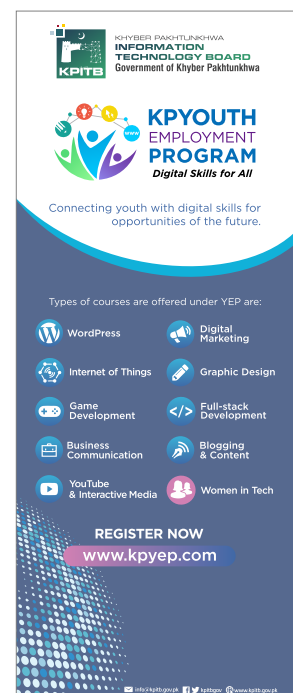 KHYBER PAKHTUNKHWA
INFORMATION
TECHNOLOGY BOARD
Government of Khyber Pakhtunkhwa
KPITB
www
KPYOUTH
EMPLOYMENT
PROGRAM
Digital Skills for All
Connecting youth with digital skills for
opportunities of the future.
Types of courses are offered under YEP are:
WordPress
Digital
Marketing
Internet of Things
Graphic Design
Game
Development
Full-stack
Development
Business
Communication
Blogging
& Content
YouTube
& Interactive Media
Women in Tech
REGISTER NOW
www.kpyep.com
info@kpitb.gov.pk kpitbgov www.kpitb.gov.pk